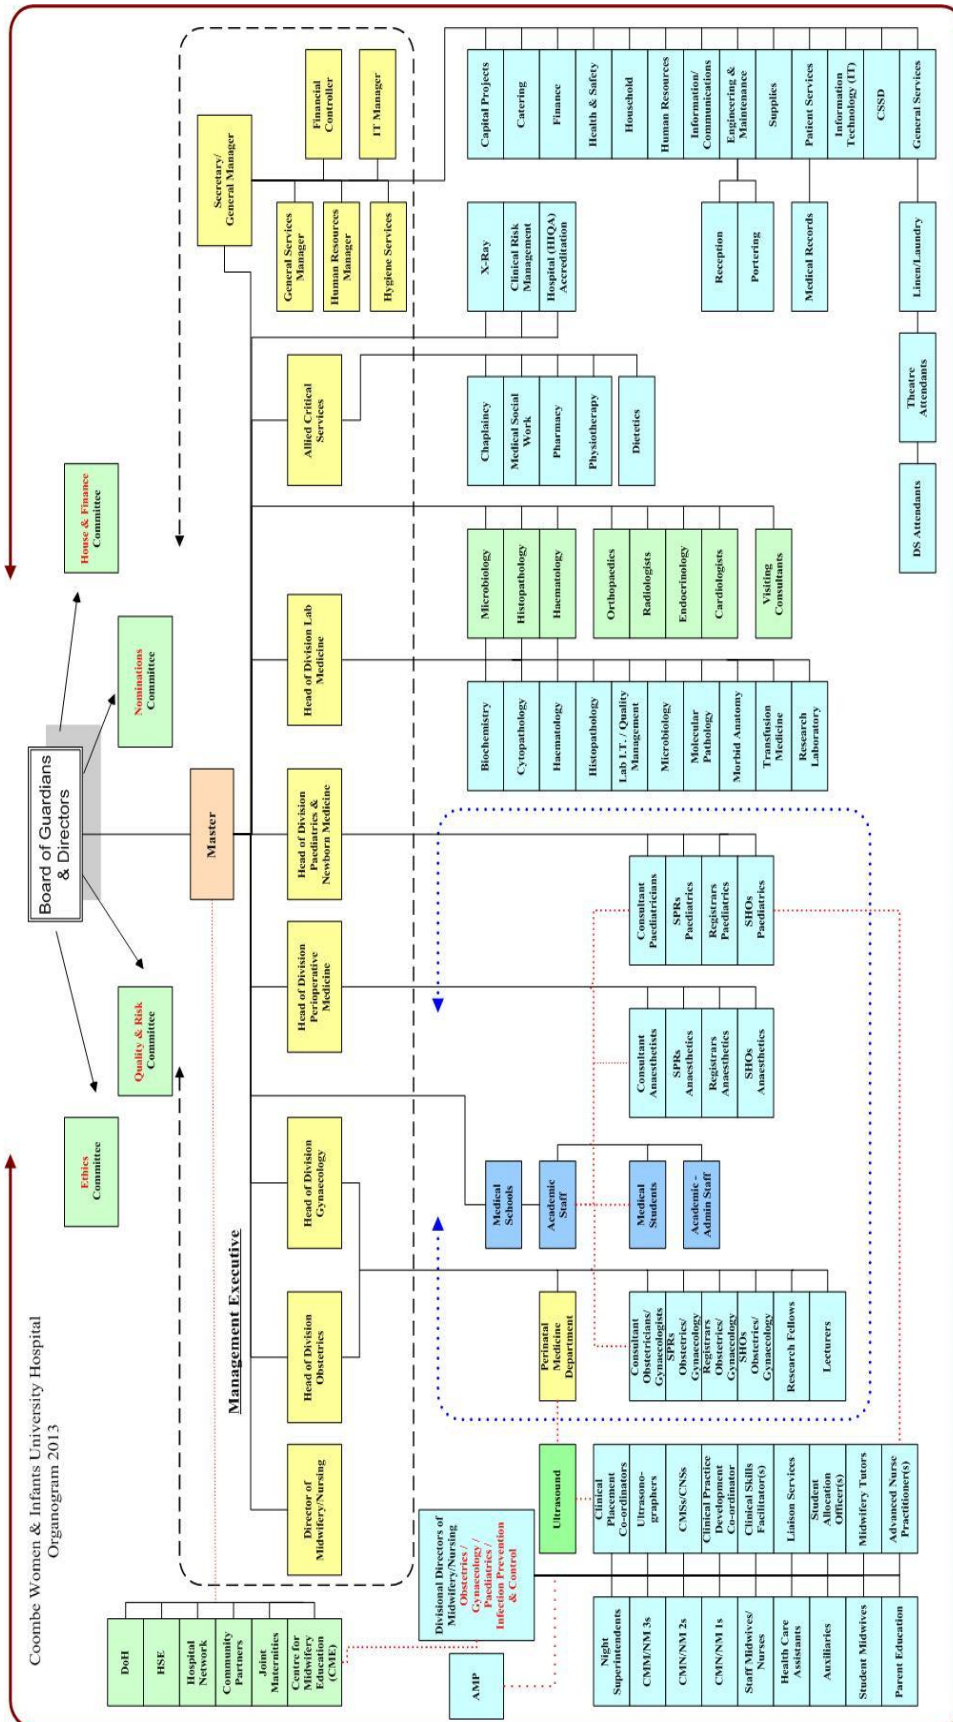 Coombe Women & Infants University Hospital
Organogram 2013
Board of Guardians
& Directors
Ethics
Committee
Quality & Risk
Committee
Nominations
Committee
House & Finance
Committee
Master
Secretary/
General Manager
Management Executive
DoH
HSE
Hospital
Network
Community
Partners
Joint
Maternities
Centre for
Midwifery
Education
(CME)
Director of
Midwifery/Nursing
Head of Division
Obstetrics
Head of Division
Gynaecology
Head of Division
Perioperative
Medicine
Head of Division
Paediatrics &
Newborn Medicine
Head of Division Lab
Medicine
Allied Critical
Services
General Services
Manager
Human Resources
Manager
Hygiene Services
Financial
Controller
IT Manager
AMP
Divisional Directors of
Midwifery/Nursing
Obstetrics /
Gynaecology /
Paediatrics /
Infection Prevention
& Control
Ultrasound
Perinatal
Medicine
Department
Medical
Schools
Academic
Staff
Medical
Students
Academic –
Admin Staff
Night
Superintendents
CMM/NM 3s
CMN/NM 2s
CMN/NM 1s
Staff Midwives/
Nurses
Health Care
Assistants
Auxiliaries
Student Midwives
Parent Education
Clinical
Placement
Co-ordinators
Ultrasono-
graphers
CMSs/CNSs
Clinical Practice
Development
Co-ordinator
Clinical Skills
Facilitator(s)
Liaison Services
Student
Allocation
Officer(s)
Midwifery Tutors
Advanced Nurse
Practitioner(s)
Consultant
Obstetricians/
Gynaecologists
SPRs
Obstetrics/
Gynaecology
Registrars
Obstetrics/
Gynaecology
SHOs
Obstetrics/
Gynaecology
Research Fellows
Lecturers
Consultant
Anaesthetists
SPRs
Anaesthetics
Registrars
Anaesthetics
SHOs
Anaesthetics
Consultant
Paediatricians
SPRs
Paediatrics
Registrars
Paediatrics
SHOs
Paediatrics
Biochemistry
Cytopathology
Haematology
Histopathology
Lab I.T. / Quality
Management
Microbiology
Molecular
Pathology
Morbid Anatomy
Transfusion
Medicine
Research
Laboratory
Microbiology
Histopathology
Haematology
Orthopaedics
Radiologists
Endocrinology
Cardiologists
Visiting
Consultants
Chaplaincy
Medical Social
Work
Pharmacy
Physiotherapy
Dietetics
X-Ray
Clinical Risk
Management
Hospital (HIQA)
Accreditation
Reception
Portering
Medical Records
Linen/Laundry
Theatre
Attendants
DS Attendants
Capital Projects
Catering
Finance
Health & Safety
Household
Human Resources
Information/
Communications
Engineering &
Maintenance
Supplies
Patient Services
Information
Technology (IT)
CSSD
General Services